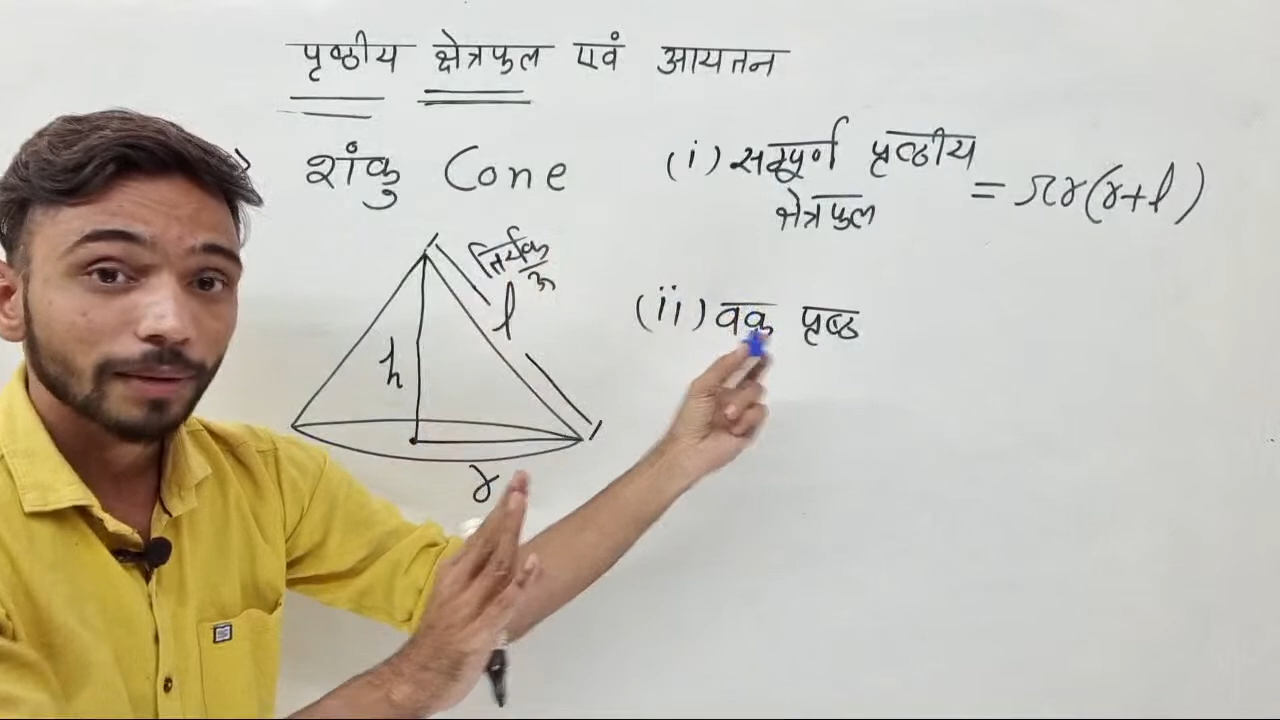 पृष्ठीय क्षेत्रफल एवं आयतन
शंकु Cone
(i) सम्पूर्ण पृष्ठीय
क्षेत्रफल = πr(r+l)
(ii) वक्र पृष्ठ
तिर्यक
l
h
r